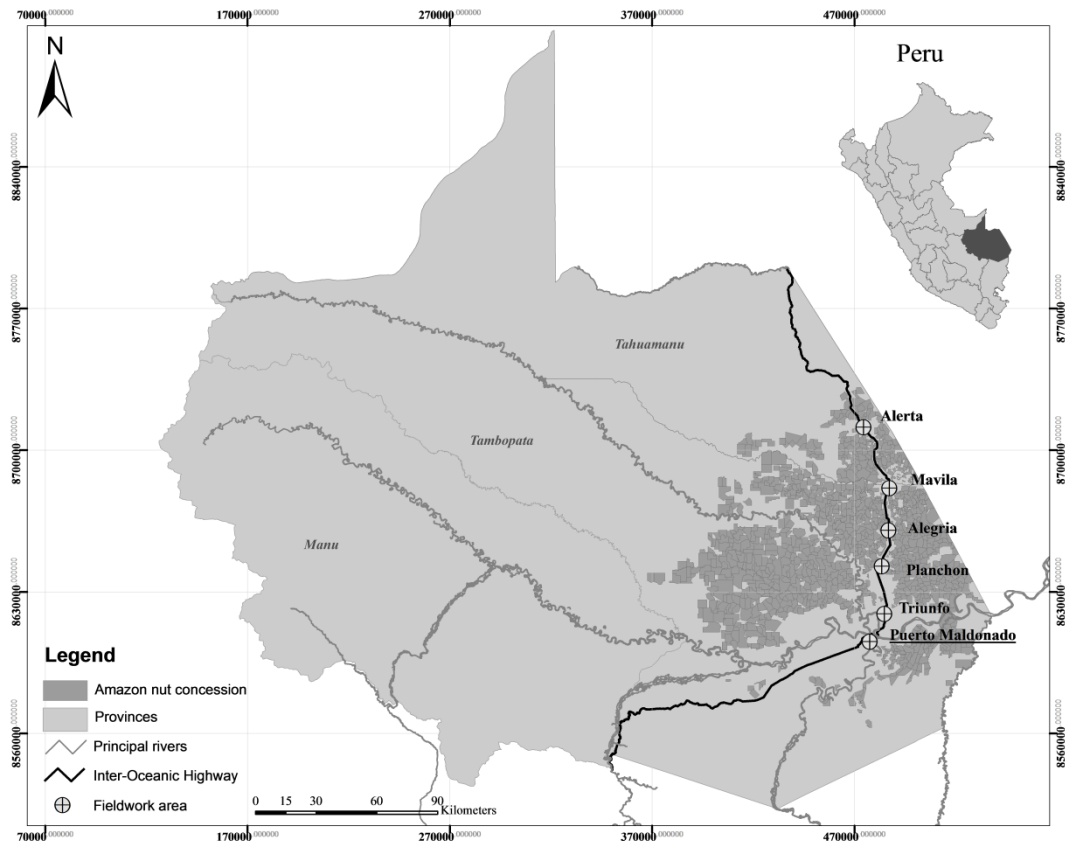 70000.000000 170000.000000 270000.000000 370000.000000 470000.000000
N
Peru
8840000.000000 8840000.000000
8770000.000000 8770000.000000
Tahuamanu
Alerta
Tambopata
8700000.000000 8700000.000000
Mavila
Alegria
Manu
Planchon
8630000.000000 8630000.000000
Triunfo
Puerto Maldonado
Legend
Amazon nut concession
Provinces
Principal rivers
8560000.000000 8560000.000000
Inter-Oceanic Highway
Fieldwork area
0 15 30 60 90
Kilometers
70000.000000 170000.000000 270000.000000 370000.000000 470000.000000